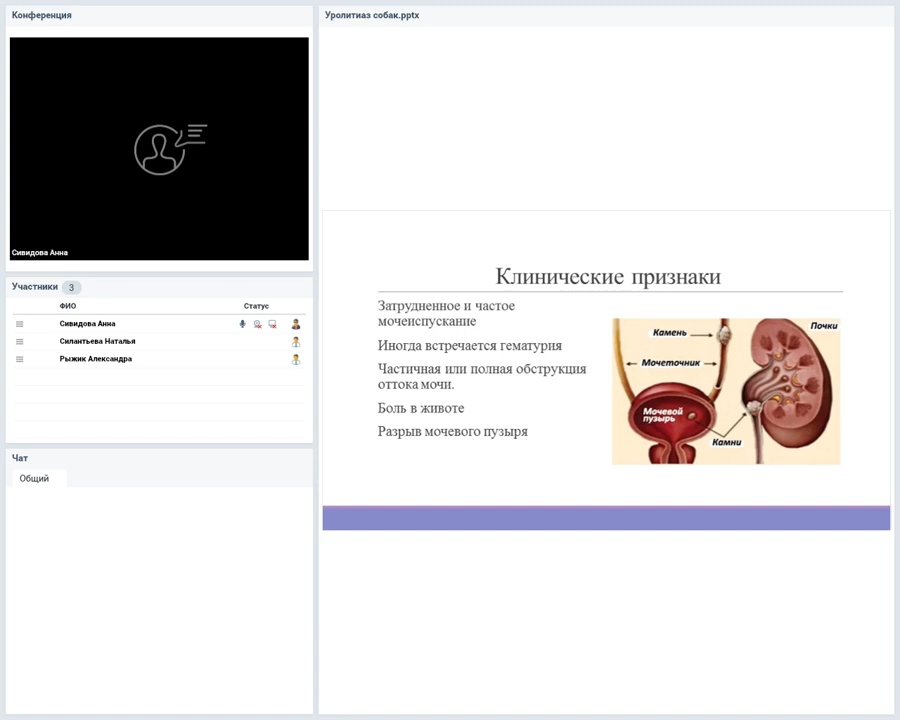 Конференция
Сивидова Анна
Участники 3
ФИО Статус
Сивидова Анна
Силантьева Наталья
Рыжик Александра
Чат
Общий
Уролитиаз собак.pptx
Клинические признаки
Затрудненное и частое
мочеиспускание
Иногда встречается гематурия
Частичная или полная обструкция
оттока мочи.
Боль в животе
Разрыв мочевого пузыря
Камень
Почки
Мочеточник
Мочевой
пузырь
Камни